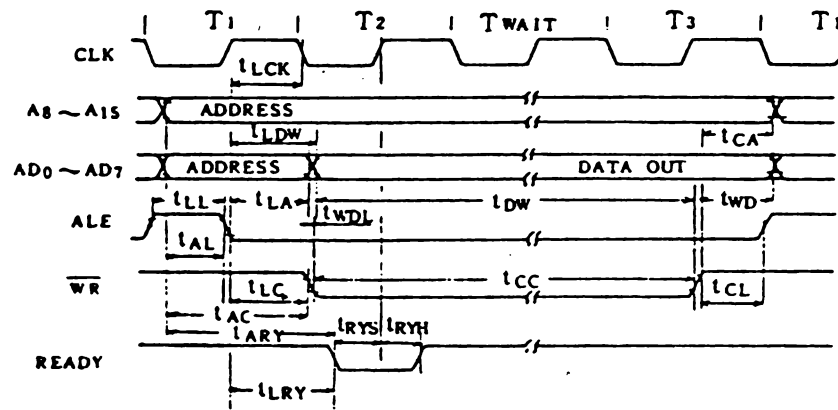 T1 T2 TWAIT T3 T1
CLK
tLCK
A8 ~ A15 ADDRESS
tLDW tCA
AD0 ~ AD7 ADDRESS DATA OUT
tLL tLA tDW tWD
ALE tWDL
tAL
WR tLC tCC tCL
tAC
tARY tRYS tRYH
READY
tLRY